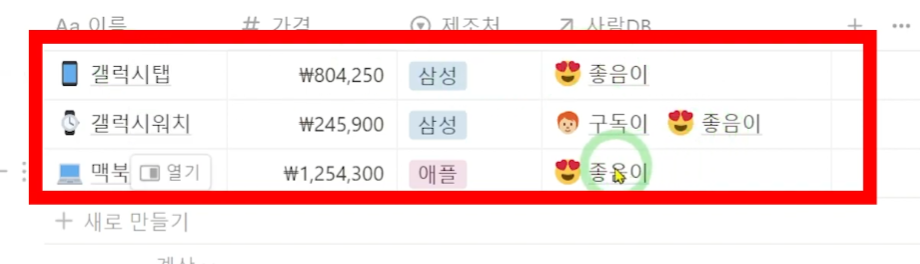 Aa 이름 # 가격 제조처 사람DB + ...
갤럭시탭 ₩804,250 삼성 좋음이
갤럭시워치 ₩245,900 삼성 구독이 좋음이
맥북 열기 ₩1,254,300 애플 좋음이
+ 새로 만들기
계산